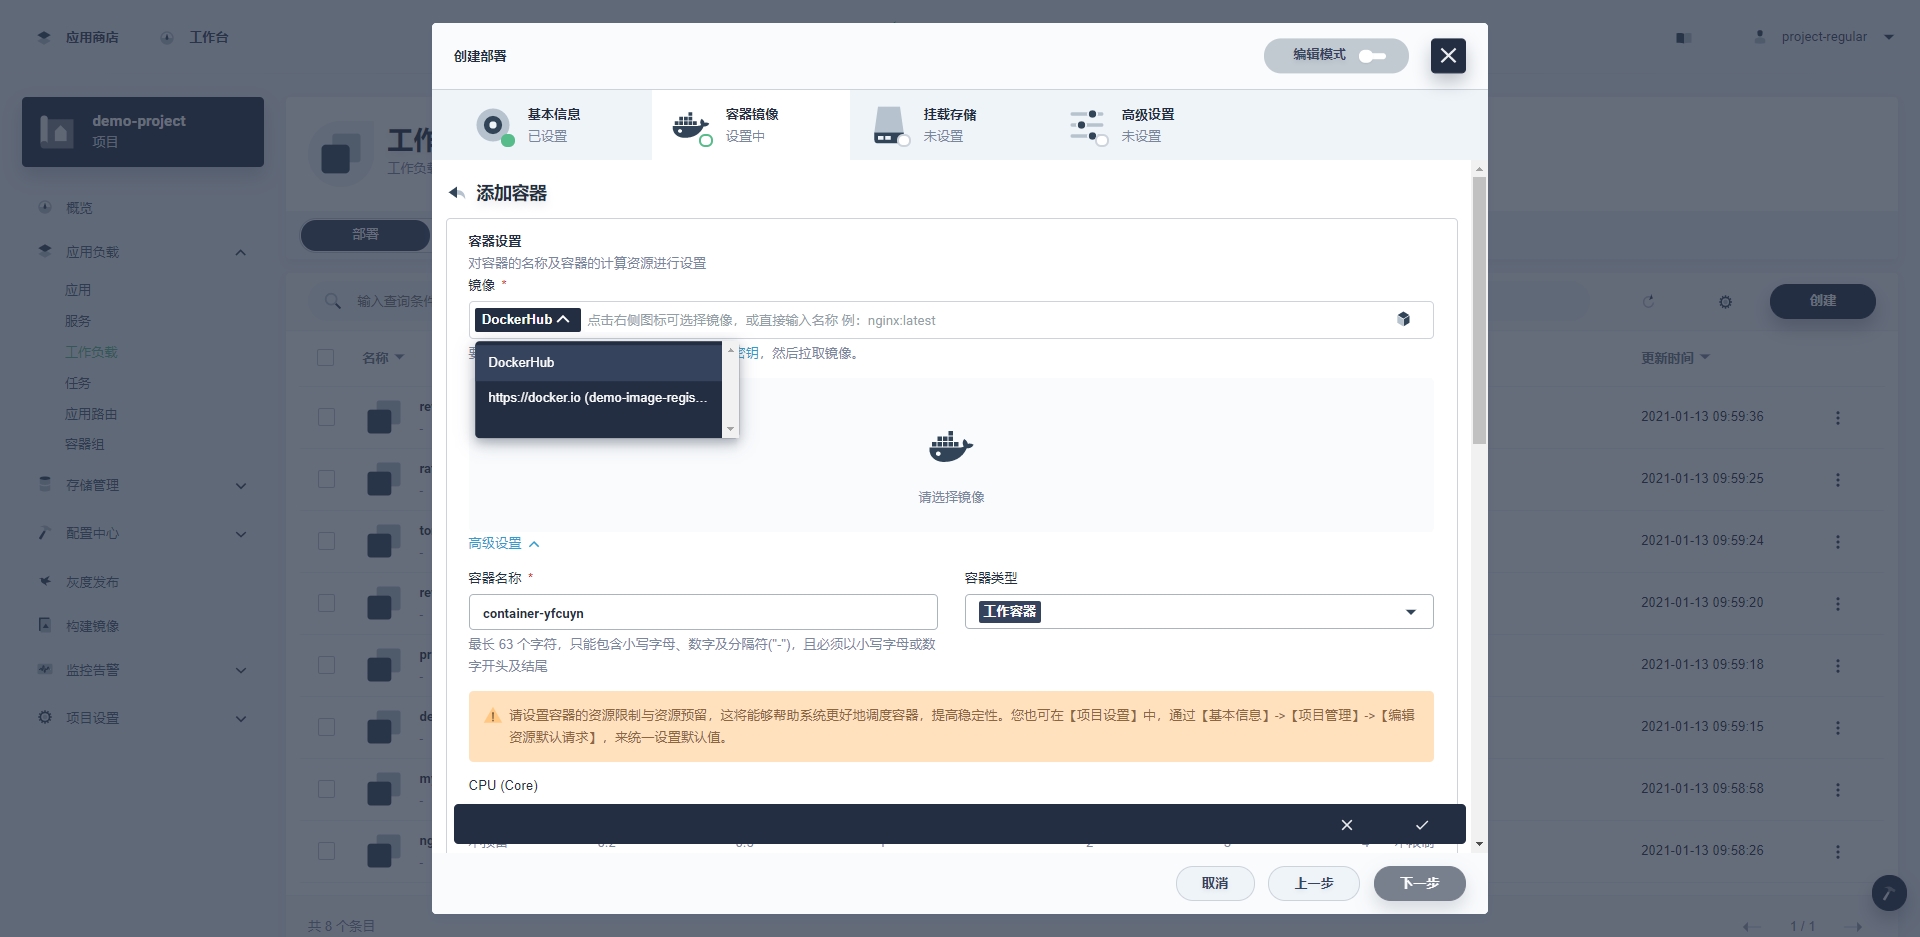 应用商店
工作台
project-regular
demo-project
项目
概览
应用负载
应用
服务
工作负载
任务
应用路由
容器组
存储管理
配置中心
灰度发布
构建镜像
监控告警
项目设置
工作
工作负
部署
输入查询条件
创建
名称
更新时间
re
-
2021-01-13 09:59:36
ra
-
2021-01-13 09:59:25
to
-
2021-01-13 09:59:24
re
-
2021-01-13 09:59:20
pr
-
2021-01-13 09:59:18
de
-
2021-01-13 09:59:15
my
-
2021-01-13 09:58:58
ng
-
2021-01-13 09:58:26
共 8 个条目
1 / 1
创建部署
编辑模式
基本信息
已设置
容器镜像
设置中
挂载存储
未设置
高级设置
未设置
添加容器
容器设置
对容器的名称及容器的计算资源进行设置
镜像 *
DockerHub
点击右侧图标可选择镜像，或直接输入名称 例：nginx:latest
密钥，然后拉取镜像。
DockerHub
https://docker.io (demo-image-regis...
请选择镜像
高级设置
容器名称 *
容器类型
container-yfcuyn
工作容器
最长 63 个字符，只能包含小写字母、数字及分隔符("-")，且必须以小写字母或数
字开头及结尾
请设置容器的资源限制与资源预留，这将能够帮助系统更好地调度容器，提高稳定性。您也可在【项目设置】中，通过【基本信息】->【项目管理】->【编辑
资源默认请求】，来统一设置默认值。
CPU (Core)
取消
上一步
下一步